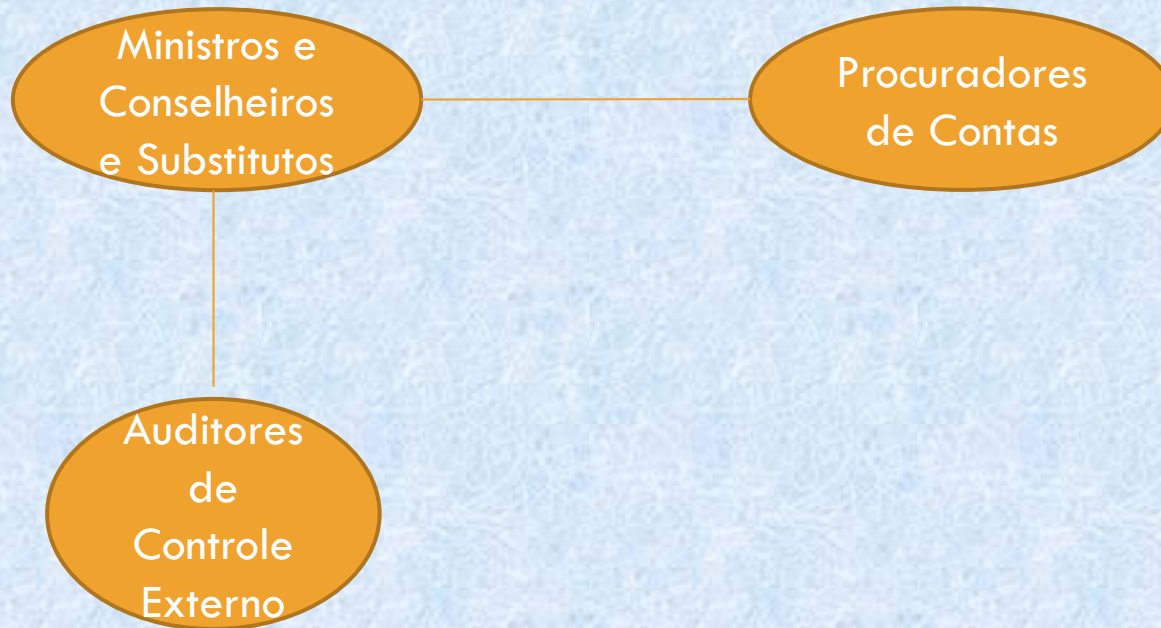 Ministros e
Conselheiros
e Substitutos
Procuradores
de Contas
Auditores
de
Controle
Externo